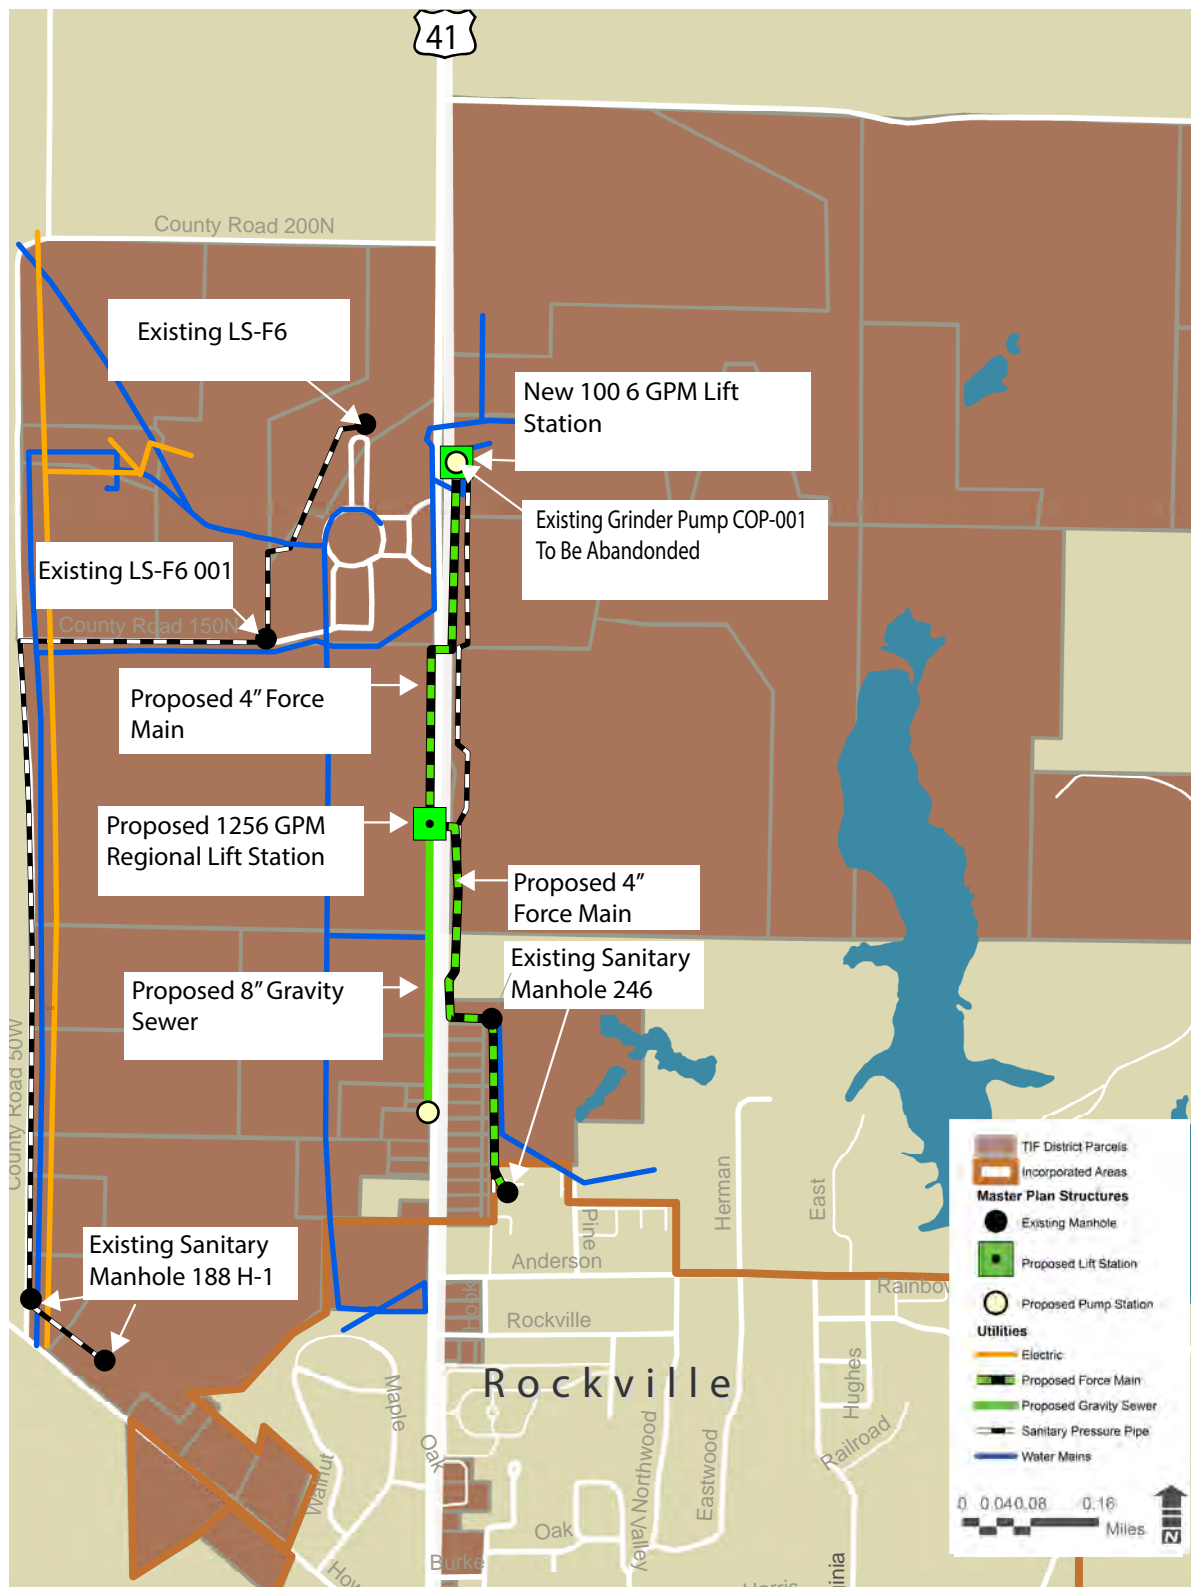 41
County Road 200N
Existing LS-F6
New 100 6 GPM Lift
Station
Existing Grinder Pump COP-001
To Be Abandonded
Existing LS-F6 001
County Road 150N
Proposed 4” Force
Main
Proposed 1256 GPM
Regional Lift Station
Proposed 4”
Force Main
Existing Sanitary
Manhole 246
Proposed 8” Gravity
Sewer
County Road 50W
Existing Sanitary
Manhole 188 H-1
Herman
East
Pine
Anderson
Rainbow
Hook
Rockville
Rockville
Maple
Hughes
Oak
Railroad
Walnut
N Valley
Northwood
Eastwood
Oak
Burke
How
Harris
inia
TIF District Parcels
Incorporated Areas
Master Plan Structures
Existing Manhole
Proposed Lift Station
Proposed Pump Station
Utilities
Electric
Proposed Force Main
Proposed Gravity Sewer
Sanitary Pressure Pipe
Water Mains
0 0.04 0.08 0.16
Miles
N